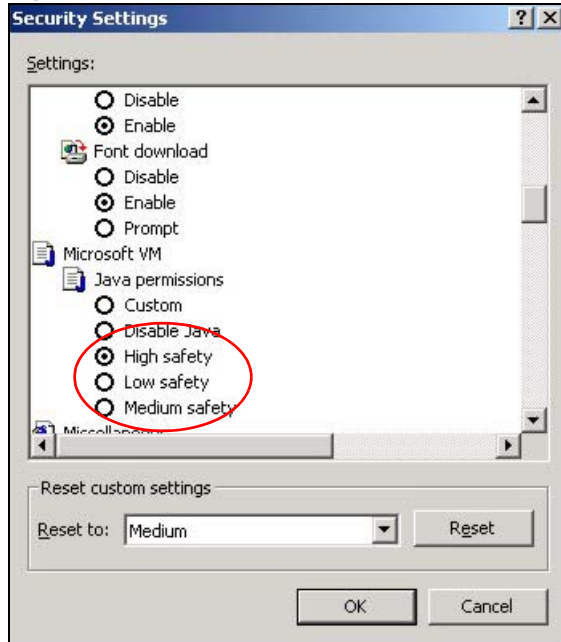 Security Settings
Settings:
Disable
Enable
Font download
Disable
Enable
Prompt
Microsoft VM
Java permissions
Custom
Disable Java
High safety
Low safety
Medium safety
Miscellaneous
Reset custom settings
Reset to: Medium Reset
OK Cancel